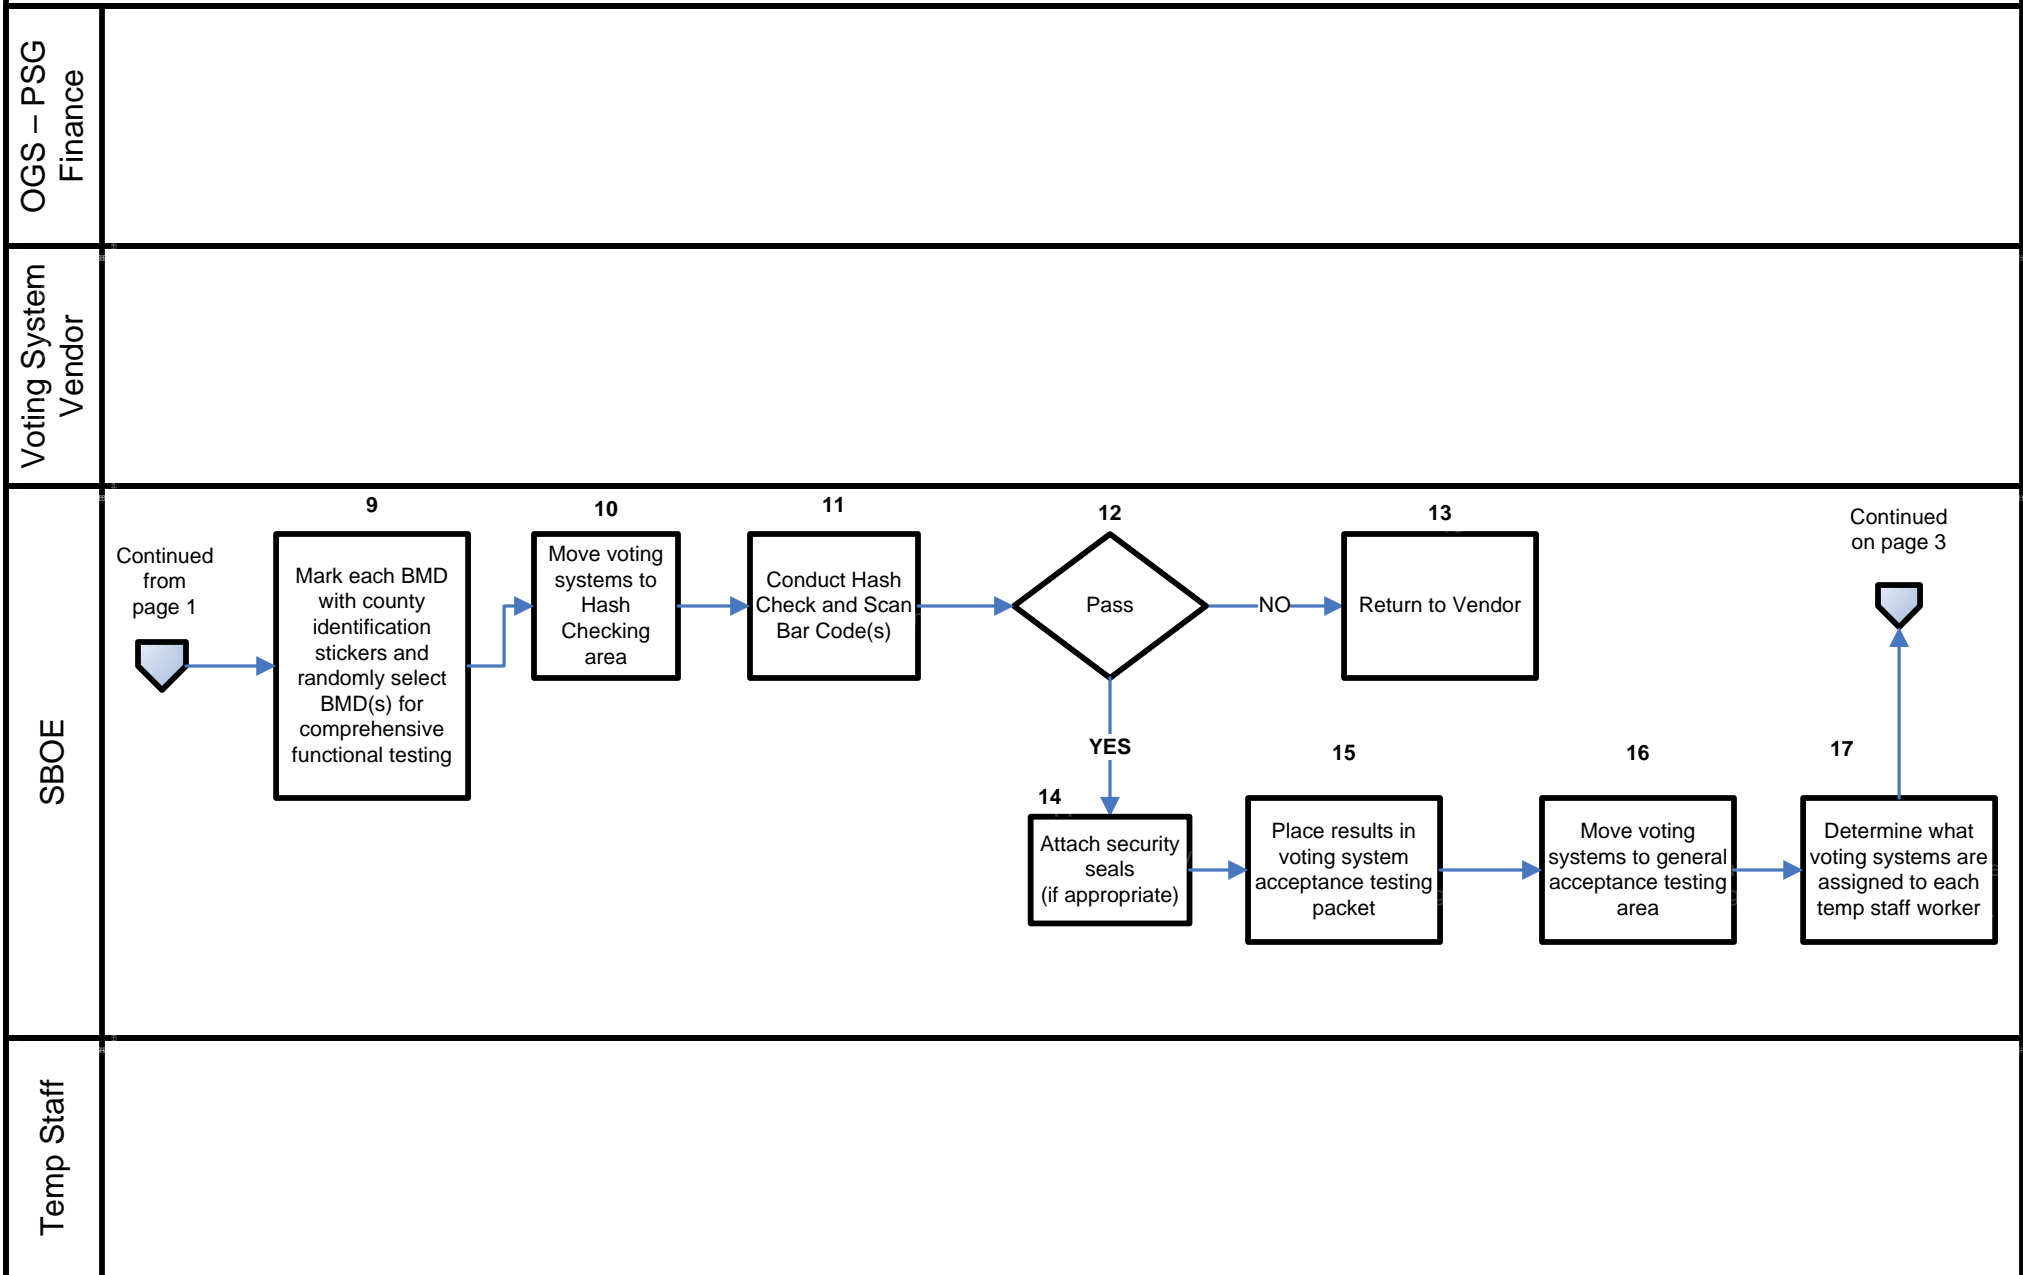 OGS – PSG
Finance
Voting System
Vendor
SBOE
Continued
from
page 1
9
Mark each BMD
with county
identification
stickers and
randomly select
BMD(s) for
comprehensive
functional testing
10
Move voting
systems to
Hash
Checking
area
11
Conduct Hash
Check and Scan
Bar Code(s)
12
Pass
NO
13
Return to Vendor
YES
14
Attach security
seals
(if appropriate)
15
Place results in
voting system
acceptance testing
packet
16
Move voting
systems to general
acceptance testing
area
17
Determine what
voting systems are
assigned to each
temp staff worker
Continued
on page 3
Temp Staff